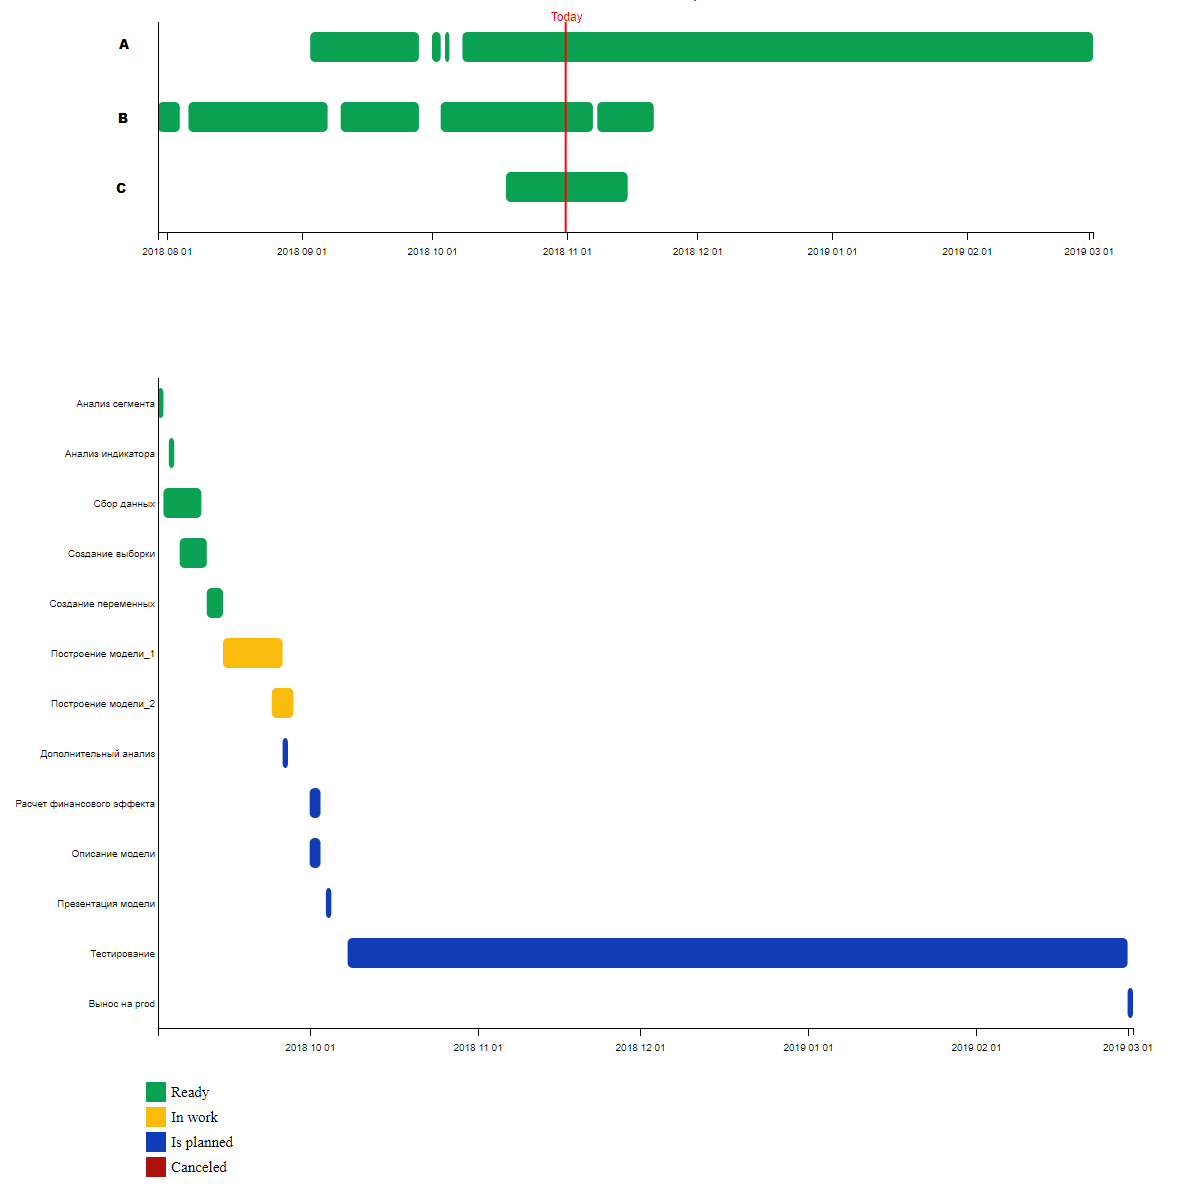 Today
A
B
C
2018 08 01 2018 09 01 2018 10 01 2018 11 01 2018 12 01 2019 01 01 2019 02 01 2019 03 01
Анализ сегмента
Анализ индикатора
Сбор данных
Создание выборки
Создание переменных
Построение модели_1
Построение модели_2
Дополнительный анализ
Расчет финансового эффекта
Описание модели
Презентация модели
Тестирование
Вынос на prod
2018 10 01 2018 11 01 2018 12 01 2019 01 01 2019 02 01 2019 03 01
Ready
In work
Is planned
Canceled